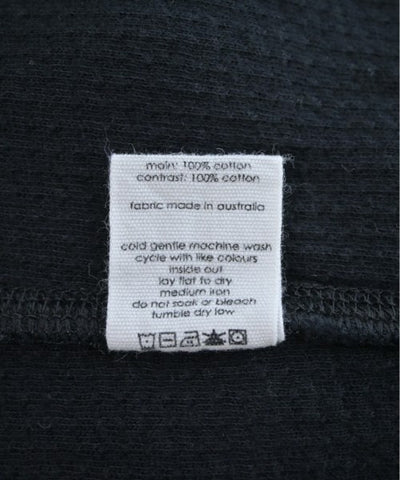 main: 100% cotton
contrast: 100% cotton
fabric made in australia
cold gentle machine wash
cycle with like colours
inside out
lay flat to dry
medium iron
do not soak or bleach
tumble dry low